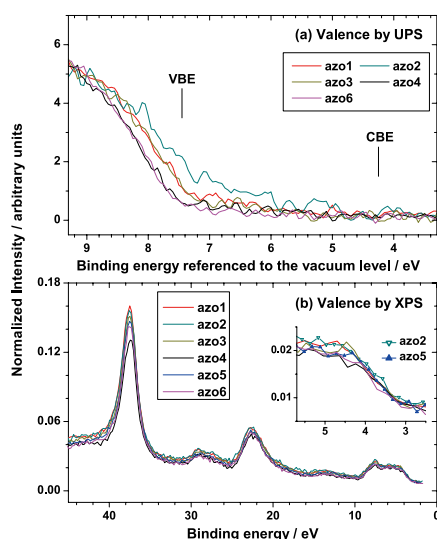 (a) Valence by UPS
azo1 azo2
azo3 azo4
azo6
VBE
CBE
6
4
2
0
9 8 7 6 5 4
Binding energy referenced to the vacuum level / eV
Normalized Intensity / arbitrary units
(b) Valence by XPS
azo1
azo2
azo3
azo4
azo5
azo6
azo2
azo5
0.02
0.01
5 4 3
0.18
0.12
0.06
0.00
40 30 20 10 0
Binding energy / eV